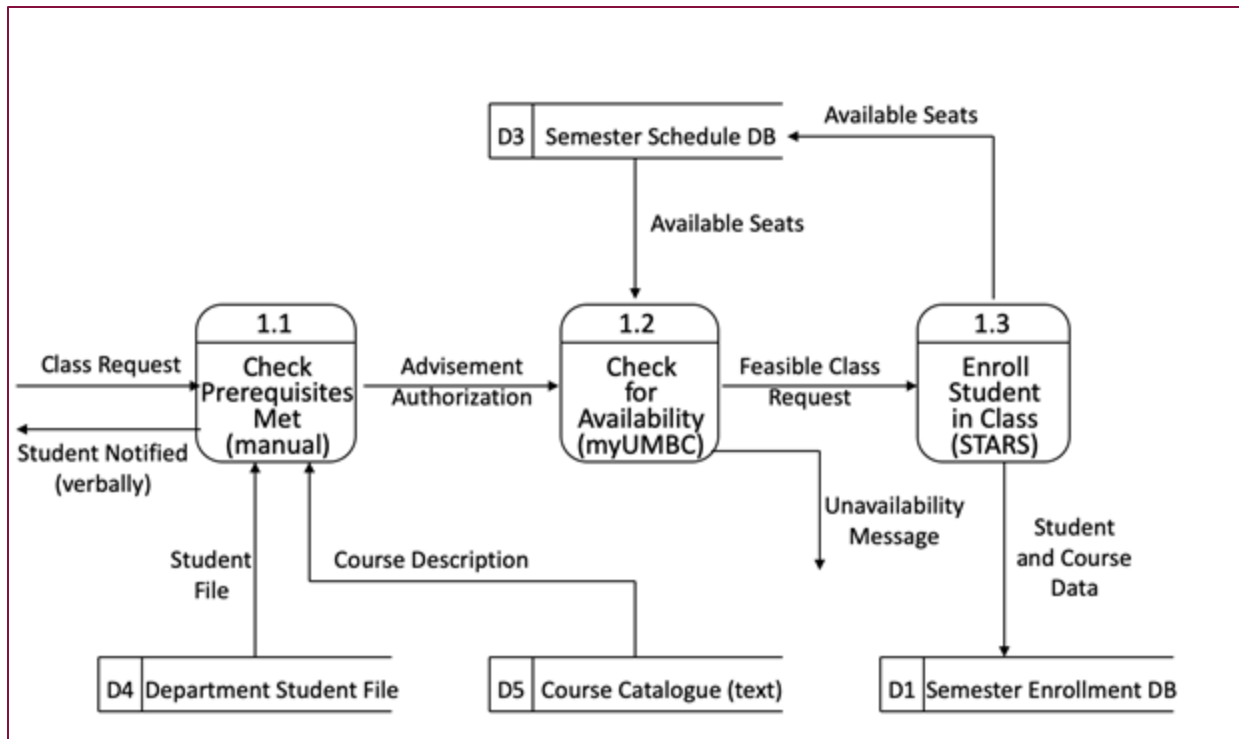 Available Seats
D3 Semester Schedule DB
Available Seats
1.1
Check
Prerequisites
Met
(manual)
1.2
Check
for
Availability
(myUMBC)
1.3
Enroll
Student
in Class
(STARS)
Class Request
Advisement
Authorization
Feasible Class
Request
Student Notified
(verbally)
Unavailability
Message
Student
File
Course Description
Student
and Course
Data
D4 Department Student File
D5 Course Catalogue (text)
D1 Semester Enrollment DB